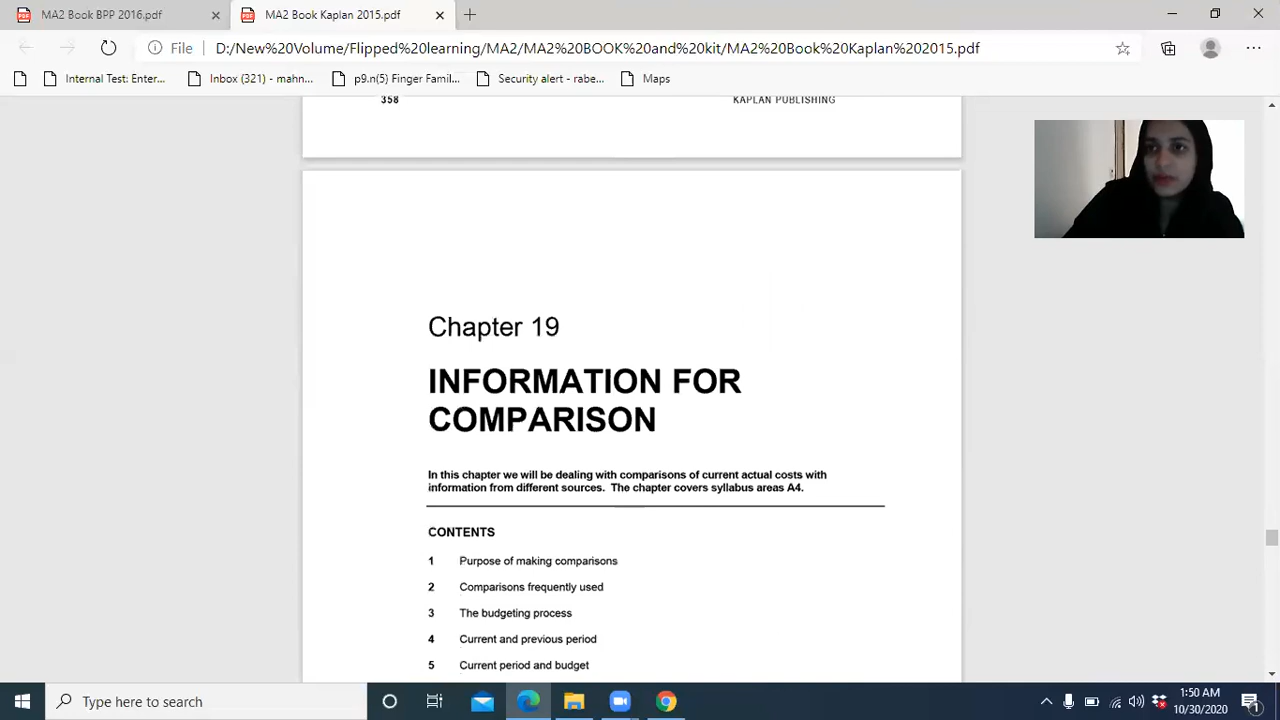 MA2 Book BPP 2016.pdf
MA2 Book Kaplan 2015.pdf
File
D:/New%20Volume/Flipped%20learning/MA2/MA2%20BOOK%20and%20kit/MA2%20Book%20Kaplan%202015.pdf
Internal Test: Enter...
Inbox (321) - mahn...
p9.n(5) Finger Famil...
Security alert - rabe...
Maps
358
KAPLAN PUBLISHING
Chapter 19
INFORMATION FOR
COMPARISON
In this chapter we will be dealing with comparisons of current actual costs with
information from different sources. The chapter covers syllabus areas A4.
CONTENTS
1 Purpose of making comparisons
2 Comparisons frequently used
3 The budgeting process
4 Current and previous period
5 Current period and budget
Type here to search
1:50 AM
10/30/2020
1